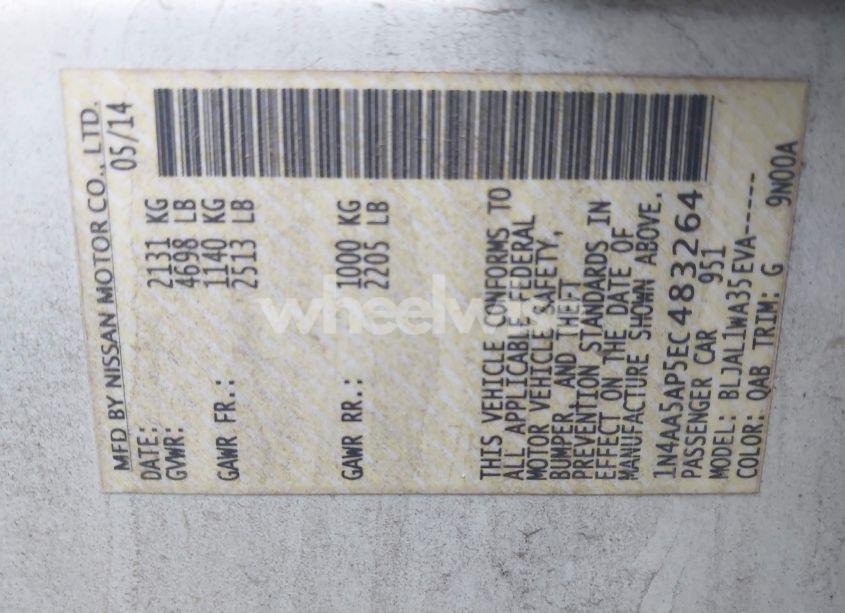 MFD BY NISSAN MOTOR CO., LTD.
DATE: 05/14
GVWR: 2131 KG
4698 LB
GAWR FR.: 1140 KG
2513 LB
GAWR RR.: 1000 KG
2205 LB
THIS VEHICLE CONFORMS TO
ALL APPLICABLE FEDERAL
MOTOR VEHICLE SAFETY,
BUMPER, AND THEFT
PREVENTION STANDARDS IN
EFFECT ON THE DATE OF
MANUFACTURE SHOWN ABOVE.
1N4AA5AP5EC483264
PASSENGER CAR 951
MODEL: BLJAL1WA35EVA-----
COLOR: QAB TRIM: G 9N00A